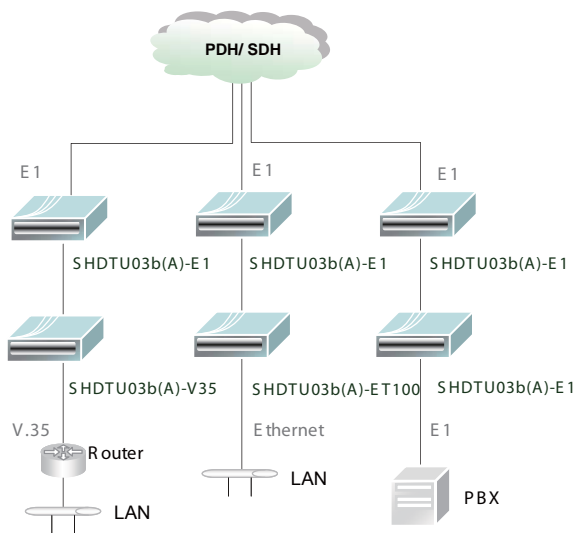 PDH/ SDH
E1 E1 E1
SHDTU03b(A)-E1 SHDTU03b(A)-E1 SHDTU03b(A)-E1
SHDTU03b(A)-V35 SHDTU03b(A)-ET100 SHDTU03b(A)-E1
V.35 Ethernet E1
Router
LAN
PBX
LAN